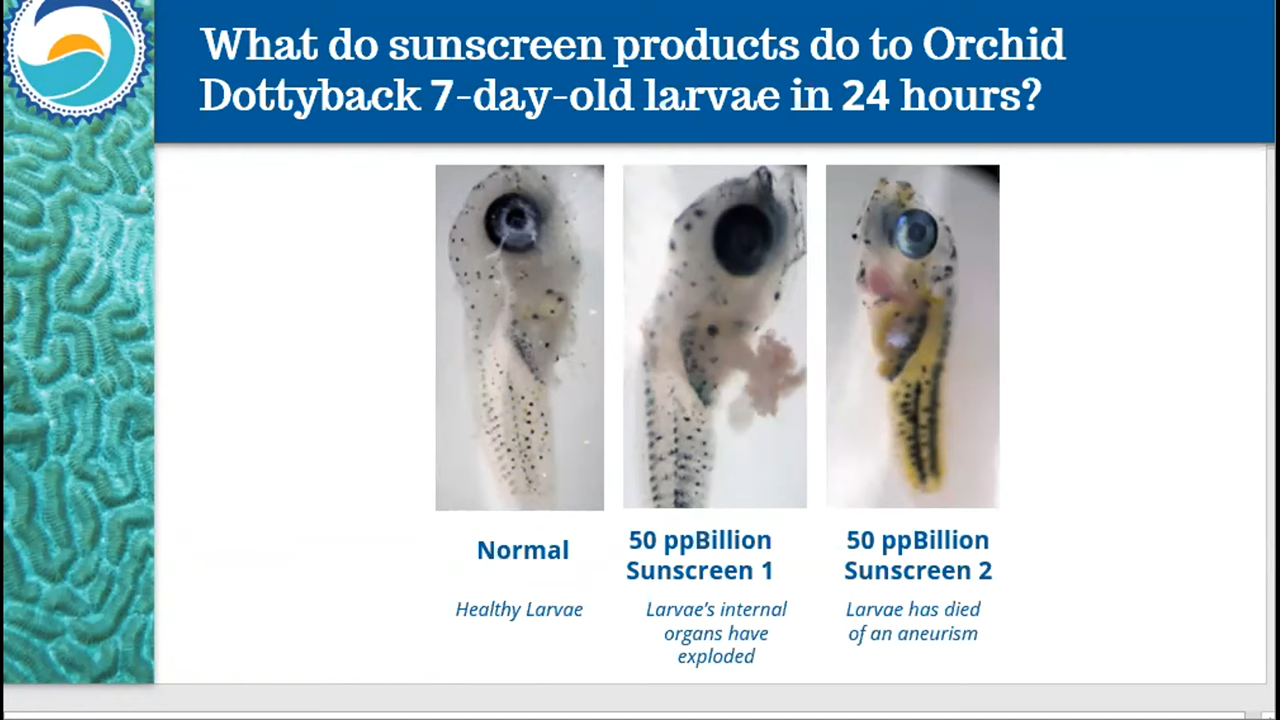 What do sunscreen products do to Orchid
Dottyback 7-day-old larvae in 24 hours?
Normal
Healthy Larvae
50 ppBillion
Sunscreen 1
Larvae's internal
organs have
exploded
50 ppBillion
Sunscreen 2
Larvae has died
of an aneurism